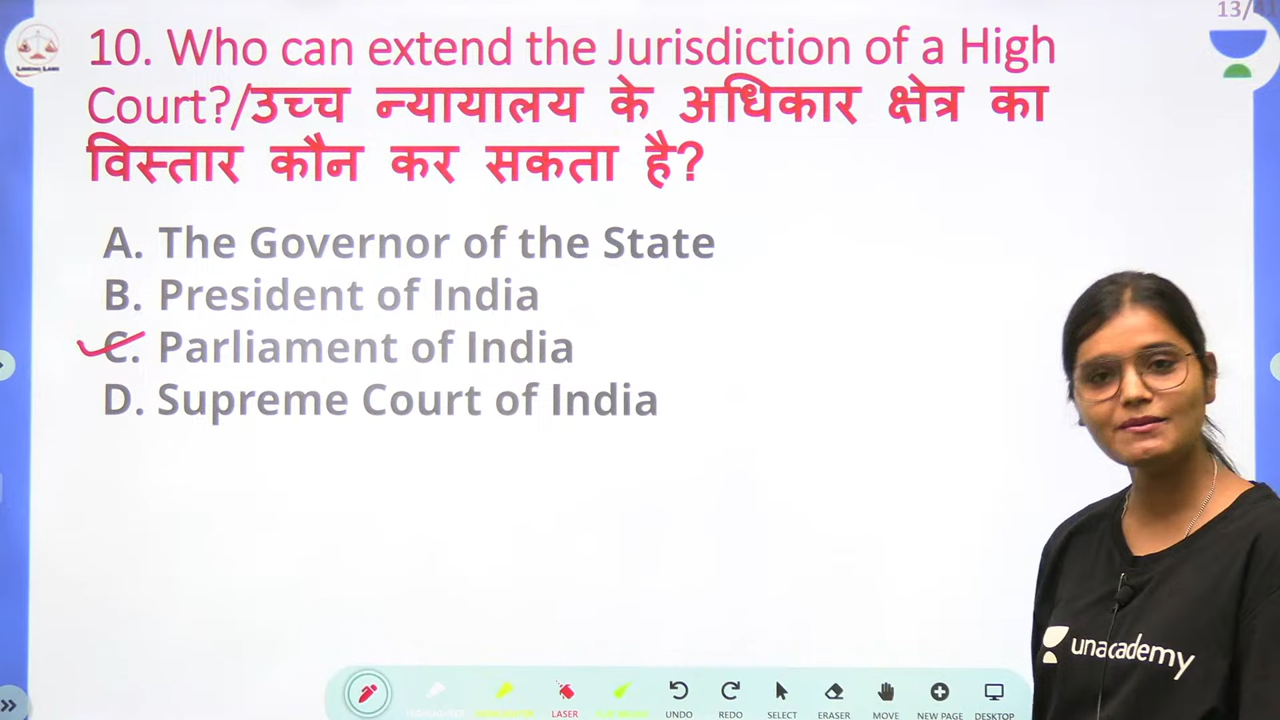 13/41
10. Who can extend the Jurisdiction of a High
Court?/उच्च न्यायालय के अधिकार क्षेत्र का
विस्तार कौन कर सकता है?
A. The Governor of the State
B. President of India
C. Parliament of India
D. Supreme Court of India
unacademy
LASER
UNDO
REDO
SELECT
ERASER
MOVE
NEW PAGE
DESKTOP